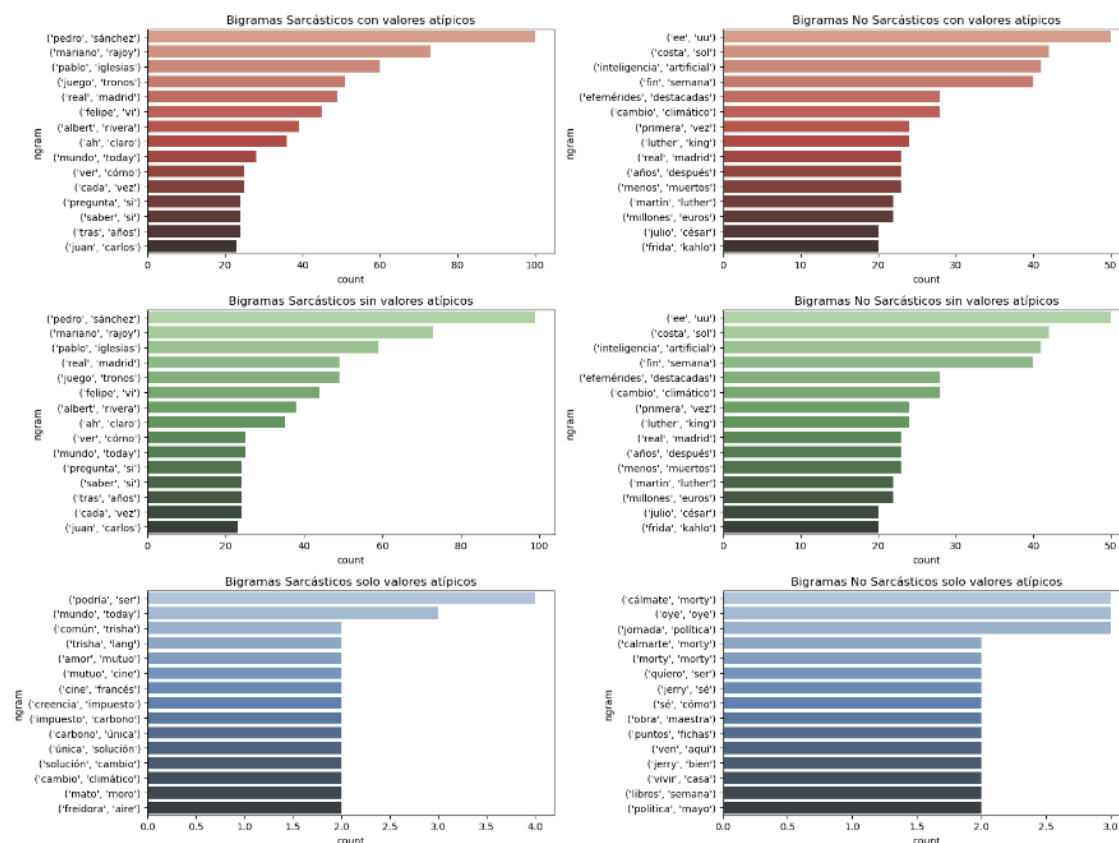 Bigramas Sarcásticos con valores atípicos
ngram
('pedro', 'sánchez')
('mariano', 'rajoy')
('pablo', 'iglesias')
('juego', 'tronos')
('real', 'madrid')
('felipe', 'vi')
('albert', 'rivera')
('ah', 'claro')
('mundo', 'today')
('ver', 'cómo')
('cada', 'vez')
('pregunta', 'si')
('saber', 'si')
('tras', 'años')
('juan', 'carlos')
0 20 40 60 80 100
count
Bigramas No Sarcásticos con valores atípicos
ngram
('ee', 'uu')
('costa', 'sol')
('inteligencia', 'artificial')
('fin', 'semana')
('efemérides', 'destacadas')
('cambio', 'climático')
('primera', 'vez')
('luther', 'king')
('real', 'madrid')
('años', 'después')
('menos', 'muertos')
('martin', 'luther')
('millones', 'euros')
('julio', 'césar')
('frida', 'kahlo')
0 10 20 30 40 50
count
Bigramas Sarcásticos sin valores atípicos
ngram
('pedro', 'sánchez')
('mariano', 'rajoy')
('pablo', 'iglesias')
('real', 'madrid')
('juego', 'tronos')
('felipe', 'vi')
('albert', 'rivera')
('ah', 'claro')
('ver', 'cómo')
('mundo', 'today')
('pregunta', 'si')
('saber', 'si')
('tras', 'años')
('cada', 'vez')
('juan', 'carlos')
0 20 40 60 80 100
count
Bigramas No Sarcásticos sin valores atípicos
ngram
('ee', 'uu')
('costa', 'sol')
('inteligencia', 'artificial')
('fin', 'semana')
('efemérides', 'destacadas')
('cambio', 'climático')
('primera', 'vez')
('luther', 'king')
('real', 'madrid')
('años', 'después')
('menos', 'muertos')
('martin', 'luther')
('millones', 'euros')
('julio', 'césar')
('frida', 'kahlo')
0 10 20 30 40 50
count
Bigramas Sarcásticos solo valores atípicos
ngram
('podría', 'ser')
('mundo', 'today')
('común', 'trisha')
('trisha', 'lang')
('amor', 'mutuo')
('mutuo', 'cine')
('cine', 'francés')
('creencia', 'impuesto')
('impuesto', 'carbono')
('carbono', 'única')
('única', 'solución')
('solución', 'cambio')
('cambio', 'climático')
('mato', 'moro')
('freidora', 'aire')
0.0 0.5 1.0 1.5 2.0 2.5 3.0 3.5 4.0
count
Bigramas No Sarcásticos solo valores atípicos
ngram
('cálmate', 'morty')
('oye', 'oye')
('jornada', 'política')
('calmarte', 'morty')
('morty', 'morty')
('quiero', 'ser')
('jerry', 'sé')
('sé', 'cómo')
('obra', 'maestra')
('puntos', 'fichas')
('ven', 'aquí')
('jerry', 'bien')
('vivir', 'casa')
('libros', 'semana')
('política', 'mayo')
0.0 0.5 1.0 1.5 2.0 2.5 3.0
count